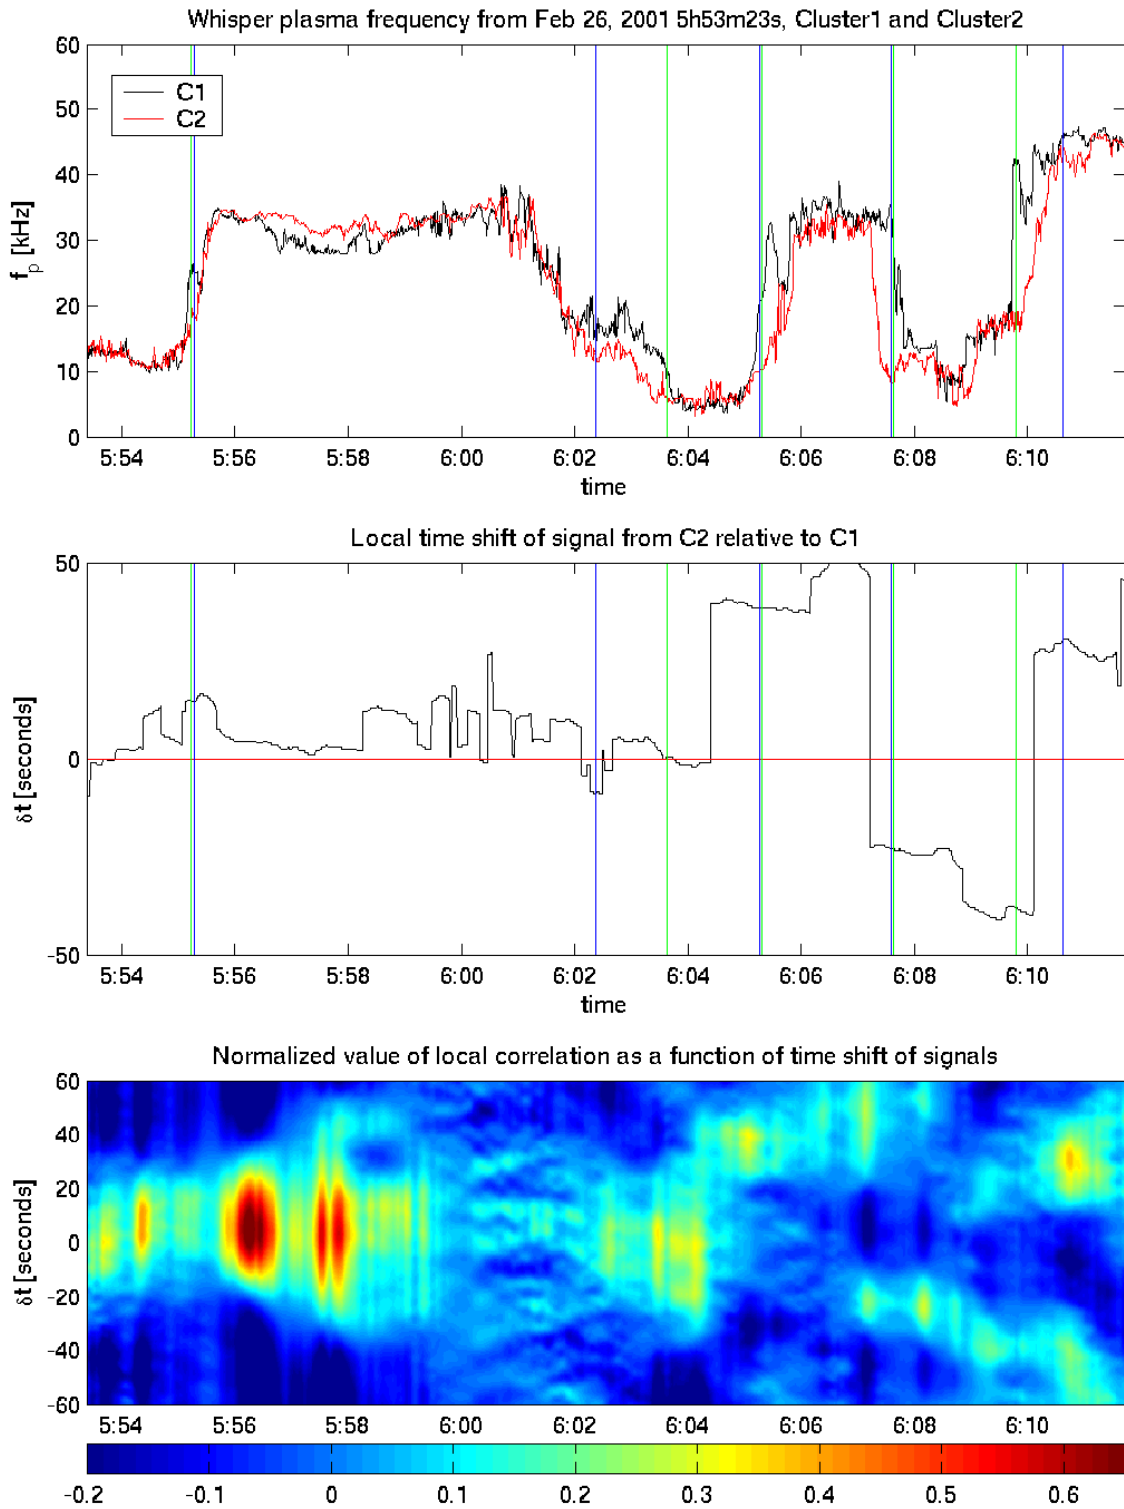 Whisper plasma frequency from Feb 26, 2001 5h53m23s, Cluster1 and Cluster2
60
50
40
30
20
10
0
f_p [kHz]
C1
C2
5:54 5:56 5:58 6:00 6:02 6:04 6:06 6:08 6:10
time
Local time shift of signal from C2 relative to C1
50
0
-50
δt [seconds]
5:54 5:56 5:58 6:00 6:02 6:04 6:06 6:08 6:10
time
Normalized value of local correlation as a function of time shift of signals
60
40
20
0
-20
-40
-60
δt [seconds]
5:54 5:56 5:58 6:00 6:02 6:04 6:06 6:08 6:10
-0.2 -0.1 0 0.1 0.2 0.3 0.4 0.5 0.6